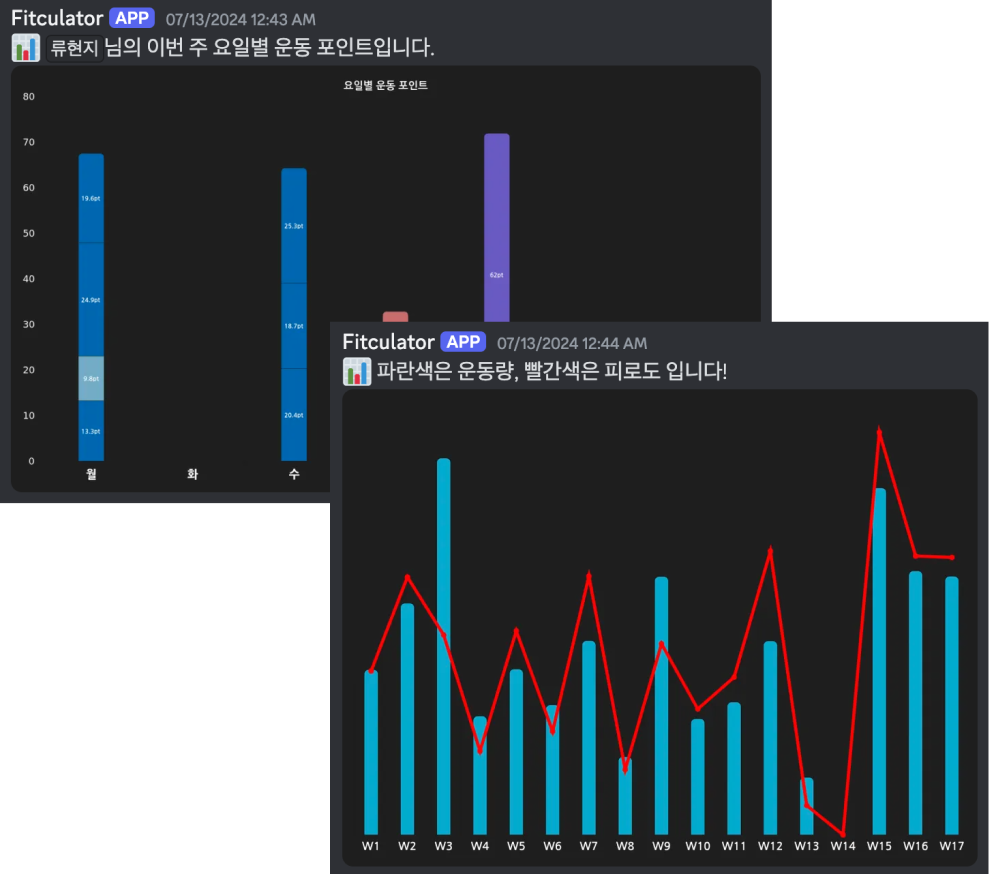 Fitculator APP 07/13/2024 12:43 AM
류현지 님의 이번 주 요일별 운동 포인트입니다.
요일별 운동 포인트
80
70
60
50
40
30
20
10
0
19.6pt
24.9pt
9.8pt
13.3pt
25.3pt
18.7pt
20.4pt
62pt
월 화 수
Fitculator APP 07/13/2024 12:44 AM
파란색은 운동량, 빨간색은 피로도 입니다!
W1 W2 W3 W4 W5 W6 W7 W8 W9 W10 W11 W12 W13 W14 W15 W16 W17